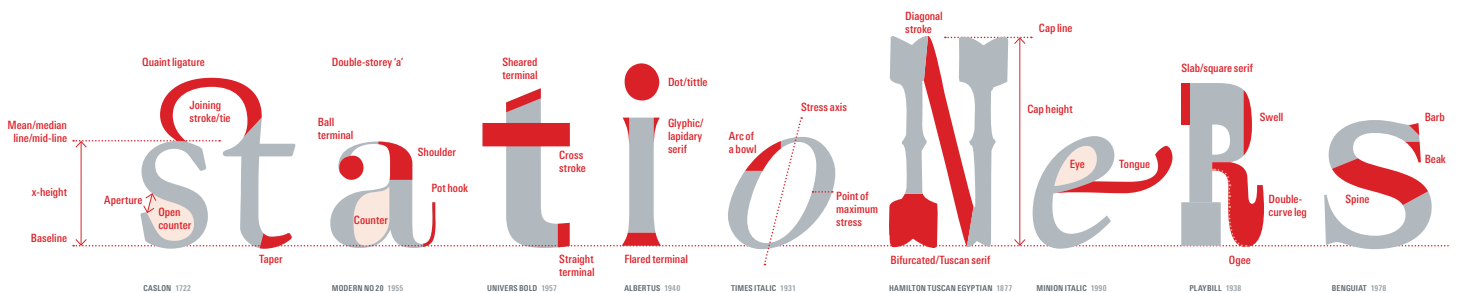 Quaint ligature
Joining
stroke/tie
Mean/median
line/mid-line
x-height
Aperture
Open
counter
Baseline
Taper
CASLON 1722
Double-storey 'a'
Ball
terminal
Shoulder
Pot hook
Counter
MODERN NO 20 1955
Sheared
terminal
Cross
stroke
Straight
terminal
UNIVERS BOLD 1957
Dot/tittle
Glyphic/
lapidary
serif
Flared terminal
ALBERTUS 1940
Stress axis
Arc of
a bowl
Point of
maximum
stress
TIMES ITALIC 1931
Diagonal
stroke
Cap line
Cap height
Bifurcated/Tuscan serif
HAMILTON TUSCAN EGYPTIAN 1877
Eye
Tongue
MINION ITALIC 1990
Slab/square serif
Swell
Double-
curve leg
Ogee
PLAYBILL 1938
Barb
Beak
Spine
BENGUIAT 1978
statioNeRs